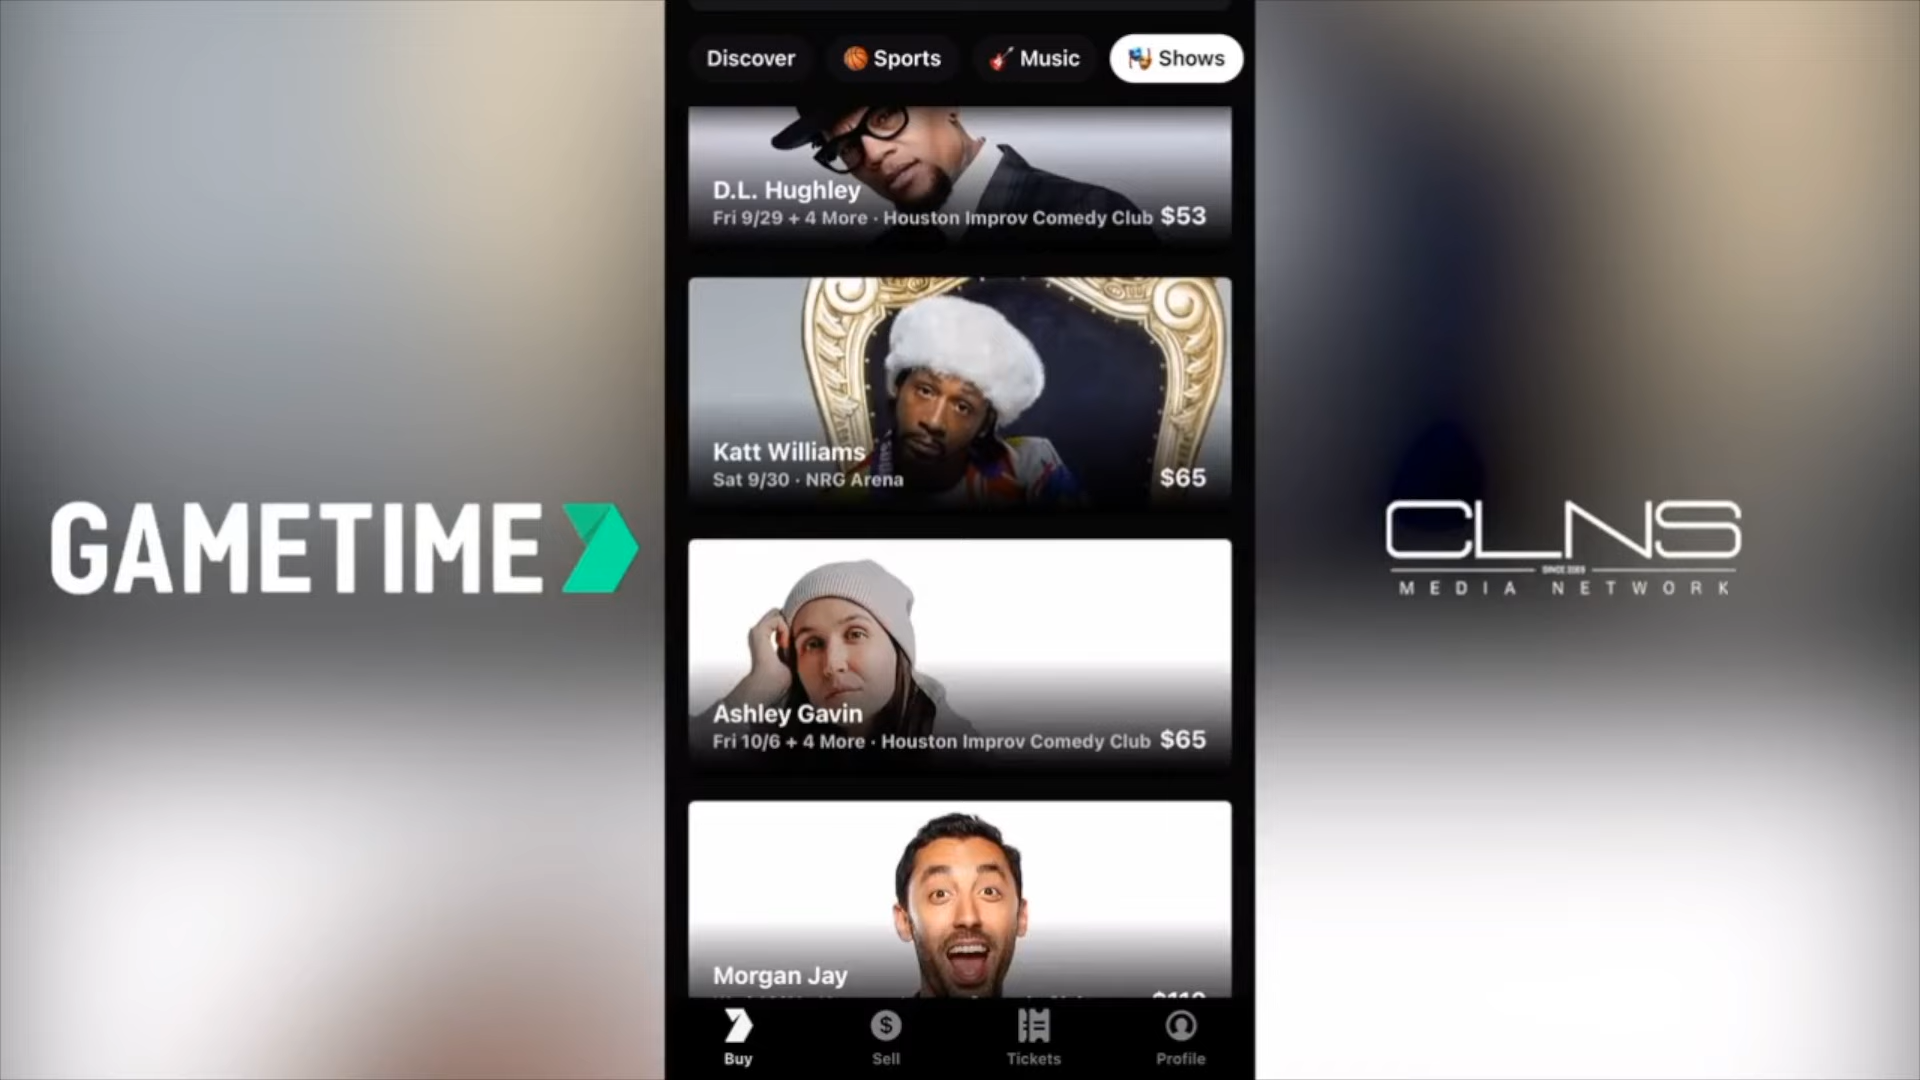 Discover Sports Music Shows
D.L. Hughley
Fri 9/29 + 4 More · Houston Improv Comedy Club $53
Katt Williams
Sat 9/30 · NRG Arena $65
GAMETIME
CLNS
SINCE 2009
MEDIA NETWORK
Ashley Gavin
Fri 10/6 + 4 More · Houston Improv Comedy Club $65
Morgan Jay
Buy Sell Tickets Profile